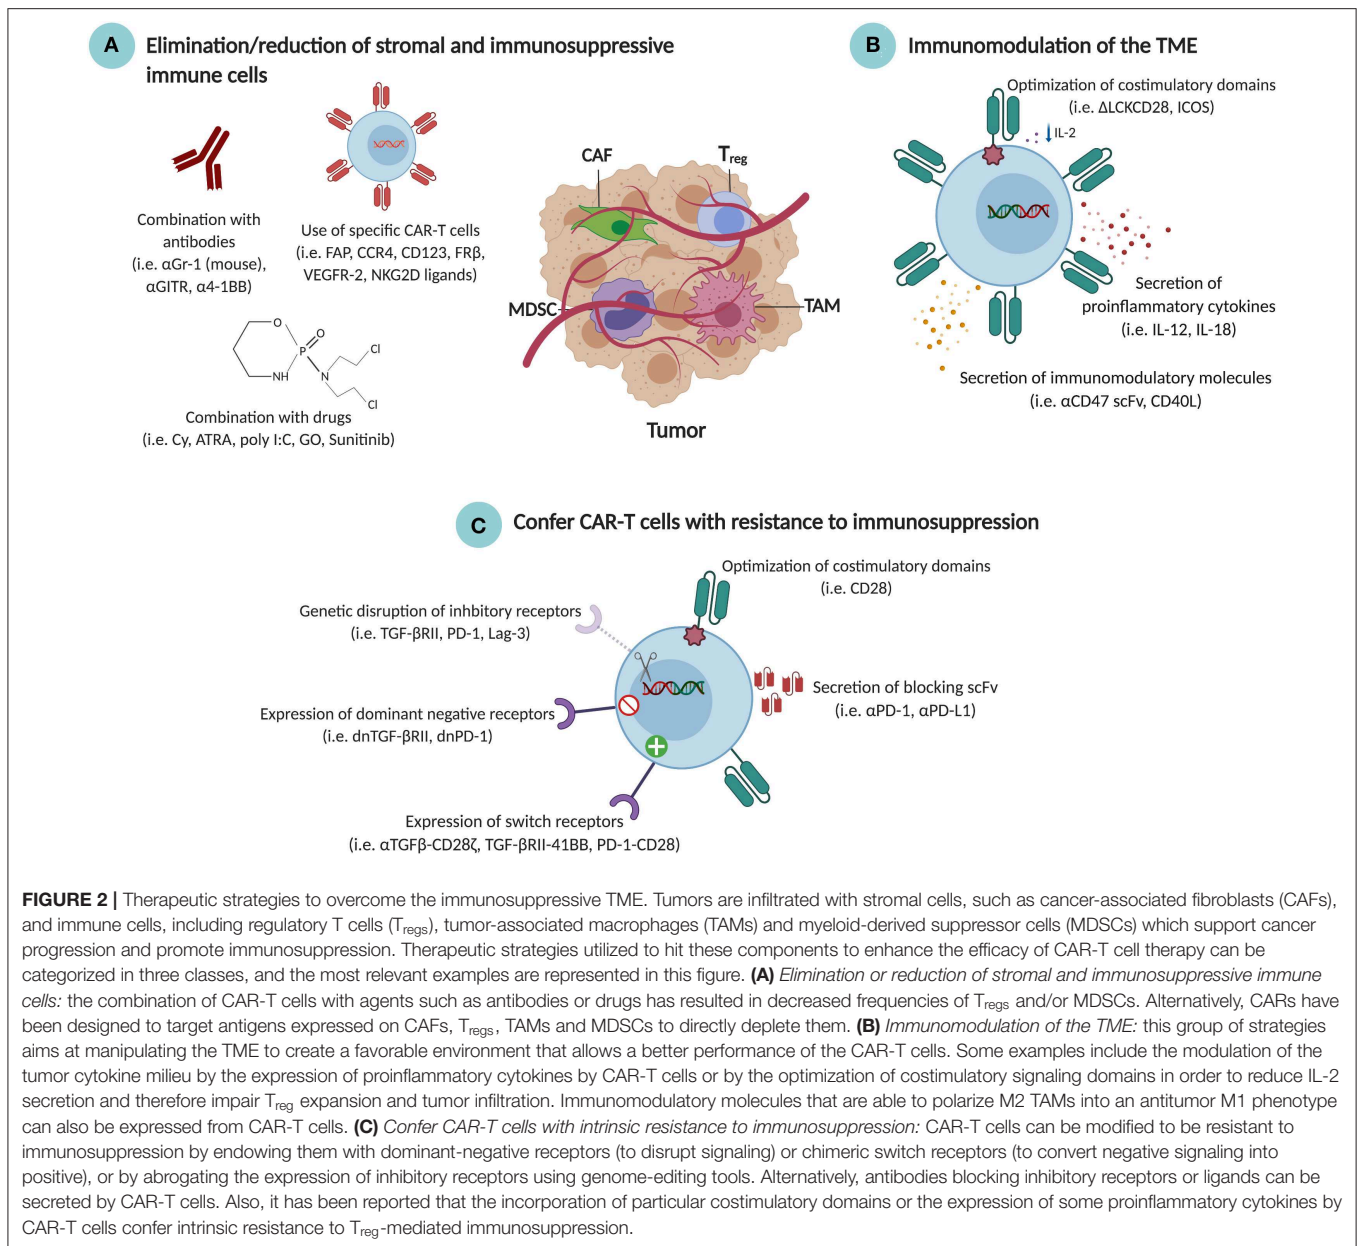 A
Elimination/reduction of stromal and immunosuppressive
immune cells
Combination with
antibodies
(i.e. αGr-1 (mouse),
αGITR, α4-1BB)
Use of specific CAR-T cells
(i.e. FAP, CCR4, CD123, FRβ,
VEGFR-2, NKG2D ligands)
O
P
O
NH
N
Cl
Cl
Combination with drugs
(i.e. Cy, ATRA, poly I:C, GO, Sunitinib)
CAF
Treg
MDSC
TAM
Tumor
B
Immunomodulation of the TME
Optimization of costimulatory domains
(i.e. ΔLCKCD28, ICOS)
IL-2
Secretion of
proinflammatory cytokines
(i.e. IL-12, IL-18)
Secretion of immunomodulatory molecules
(i.e. αCD47 scFv, CD40L)
C
Confer CAR-T cells with resistance to immunosuppression
Optimization of costimulatory domains
(i.e. CD28)
Genetic disruption of inhbitory receptors
(i.e. TGF-βRII, PD-1, Lag-3)
Secretion of blocking scFv
(i.e. αPD-1, αPD-L1)
Expression of dominant negative receptors
(i.e. dnTGF-βRII, dnPD-1)
Expression of switch receptors
(i.e. αTGFβ-CD28ζ, TGF-βRII-41BB, PD-1-CD28)
FIGURE 2 | Therapeutic strategies to overcome the immunosuppressive TME. Tumors are infiltrated with stromal cells, such as cancer-associated fibroblasts (CAFs),
and immune cells, including regulatory T cells (Tregs), tumor-associated macrophages (TAMs) and myeloid-derived suppressor cells (MDSCs) which support cancer
progression and promote immunosuppression. Therapeutic strategies utilized to hit these components to enhance the efficacy of CAR-T cell therapy can be
categorized in three classes, and the most relevant examples are represented in this figure. (A) Elimination or reduction of stromal and immunosuppressive immune
cells: the combination of CAR-T cells with agents such as antibodies or drugs has resulted in decreased frequencies of Tregs and/or MDSCs. Alternatively, CARs have
been designed to target antigens expressed on CAFs, Tregs, TAMs and MDSCs to directly deplete them. (B) Immunomodulation of the TME: this group of strategies
aims at manipulating the TME to create a favorable environment that allows a better performance of the CAR-T cells. Some examples include the modulation of the
tumor cytokine milieu by the expression of proinflammatory cytokines by CAR-T cells or by the optimization of costimulatory signaling domains in order to reduce IL-2
secretion and therefore impair Treg expansion and tumor infiltration. Immunomodulatory molecules that are able to polarize M2 TAMs into an antitumor M1 phenotype
can also be expressed from CAR-T cells. (C) Confer CAR-T cells with intrinsic resistance to immunosuppression: CAR-T cells can be modified to be resistant to
immunosuppression by endowing them with dominant-negative receptors (to disrupt signaling) or chimeric switch receptors (to convert negative signaling into
positive), or by abrogating the expression of inhibitory receptors using genome-editing tools. Alternatively, antibodies blocking inhibitory receptors or ligands can be
secreted by CAR-T cells. Also, it has been reported that the incorporation of particular costimulatory domains or the expression of some proinflammatory cytokines by
CAR-T cells confer intrinsic resistance to Treg-mediated immunosuppression.